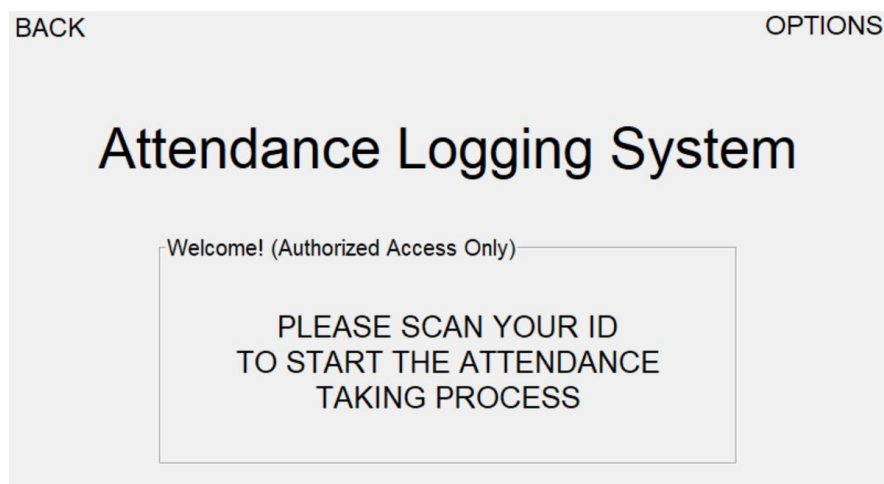 BACK
OPTIONS
Attendance Logging System
Welcome! (Authorized Access Only)
PLEASE SCAN YOUR ID
TO START THE ATTENDANCE
TAKING PROCESS